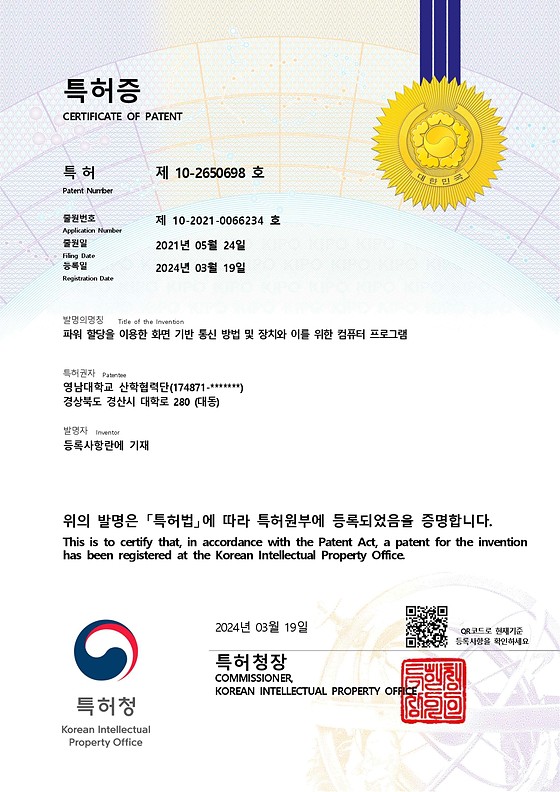 특허증
CERTIFICATE OF PATENT
대한민국
특 허 제 10-2650698 호
Patent Number
출원번호 제 10-2021-0066234 호
Application Number
출원일 2021년 05월 24일
Filing Date
등록일 2024년 03월 19일
Registration Date
발명의명칭 Title of the Invention
파워 할당을 이용한 화면 기반 통신 방법 및 장치와 이를 위한 컴퓨터 프로그램
특허권자 Patentee
영남대학교 산학협력단(174871-*******)
경상북도 경산시 대학로 280 (대동)
발명자 Inventor
등록사항란에 기재
위의 발명은 「특허법」에 따라 특허원부에 등록되었음을 증명합니다.
This is to certify that, in accordance with the Patent Act, a patent for the invention
has been registered at the Korean Intellectual Property Office.
2024년 03월 19일
QR코드로 현재기준
등록사항을 확인하세요
특허청장
COMMISSIONER,
KOREAN INTELLECTUAL PROPERTY OFFICE
특허청
Korean Intellectual
Property Office